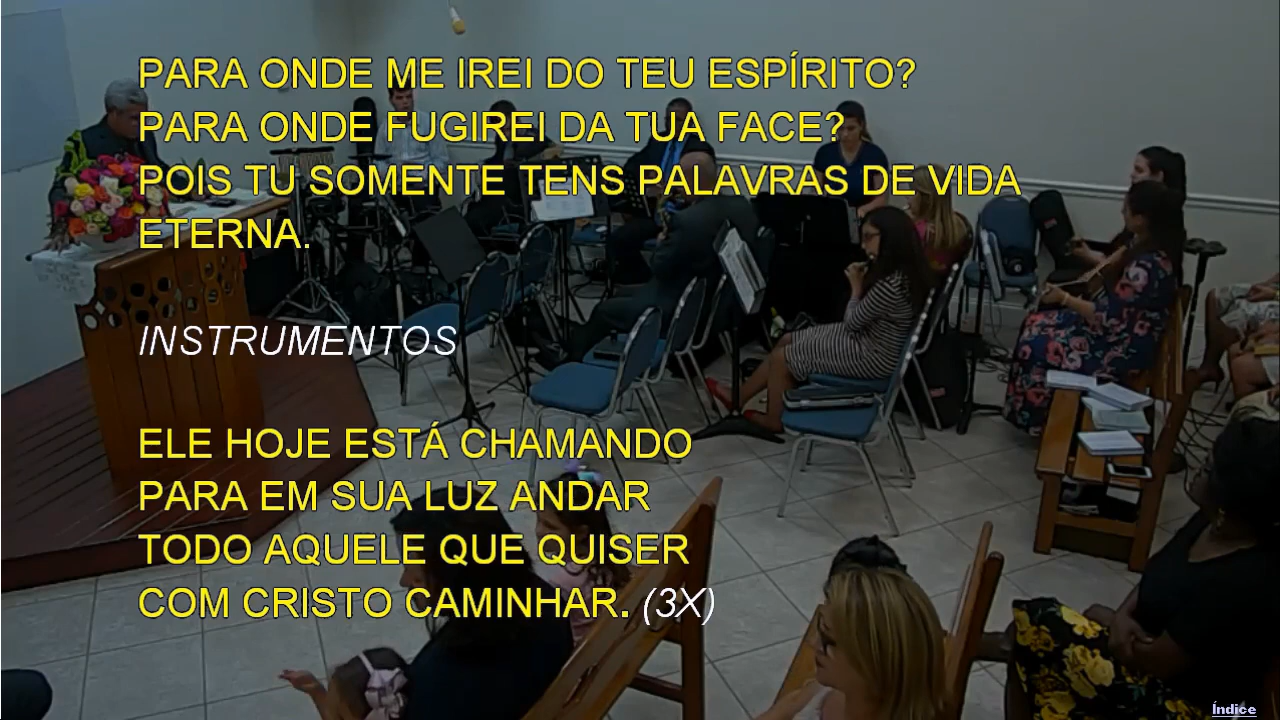 PARA ONDE ME IREI DO TEU ESPÍRITO?
PARA ONDE FUGIREI DA TUA FACE?
POIS TU SOMENTE TENS PALAVRAS DE VIDA
ETERNA.
INSTRUMENTOS
ELE HOJE ESTÁ CHAMANDO
PARA EM SUA LUZ ANDAR
TODO AQUELE QUE QUISER
COM CRISTO CAMINHAR. (3X)
Índice